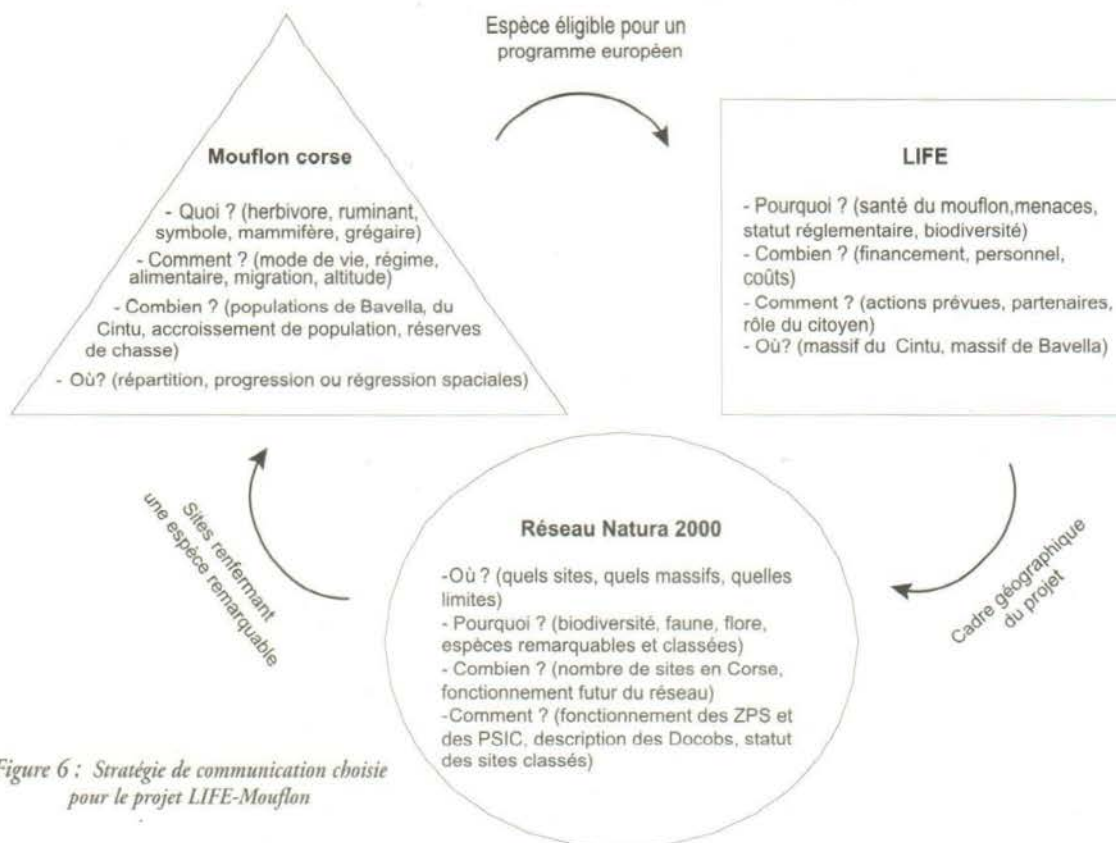 Espèce éligible pour un
programme européen
Mouflon corse
- Quoi ? (herbivore, ruminant,
symbole, mammifère, grégaire)
- Comment ? (mode de vie, régime,
alimentaire, migration, altitude)
- Combien ? (populations de Bavella, du
Cintu, accroissement de population, réserves
de chasse)
- Où? (répartition, progression ou régression spaciales)
LIFE
- Pourquoi ? (santé du mouflon,menaces,
statut réglementaire, biodiversité)
- Combien ? (financement, personnel,
coûts)
- Comment ? (actions prévues, partenaires,
rôle du citoyen)
- Où? (massif du Cintu, massif de Bavella)
Sites renfermant
une espèce remarquable
Réseau Natura 2000
-Où ? (quels sites, quels massifs, quelles
limites)
- Pourquoi ? (biodiversité, faune, flore,
espèces remarquables et classées)
- Combien ? (nombre de sites en Corse,
fonctionnement futur du réseau)
-Comment ? (fonctionnement des ZPS et
des PSIC, description des Docobs, statut
des sites classés)
Cadre géographique
du projet
Figure 6 : Stratégie de communication choisie
pour le projet LIFE-Mouflon